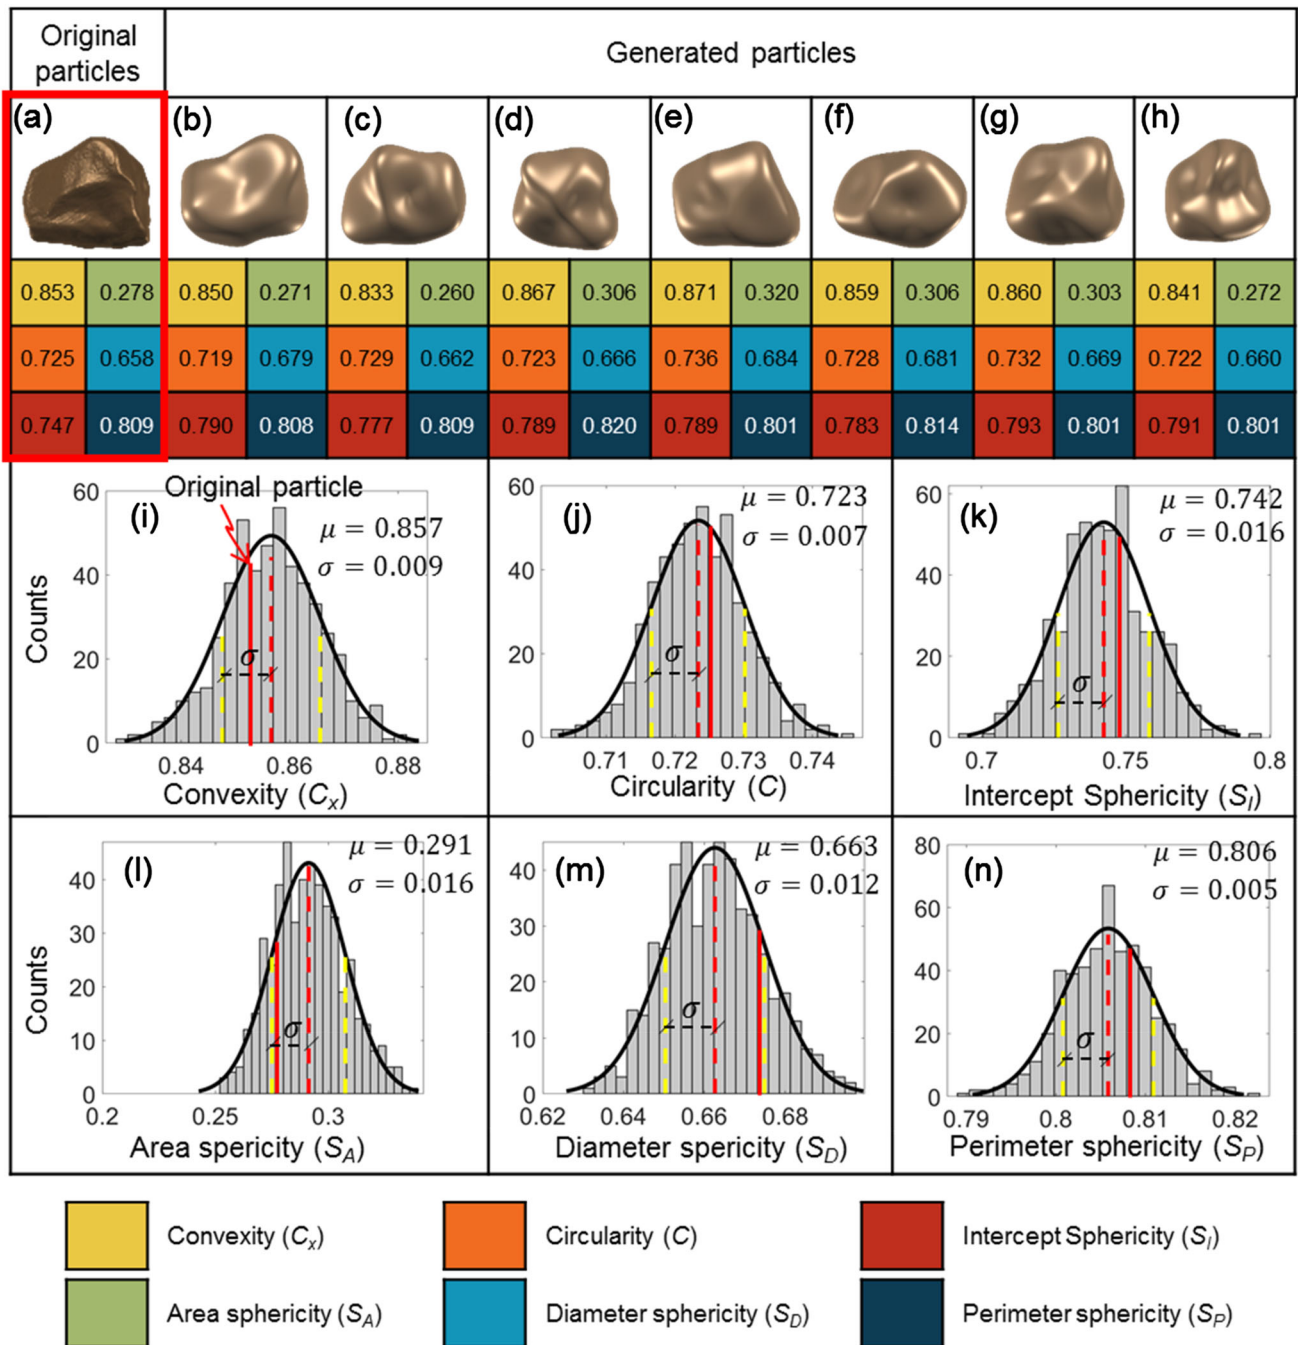 Original
particles
Generated particles
(a) (b) (c) (d) (e) (f) (g) (h)
0.853 0.278 0.850 0.271 0.833 0.260 0.867 0.306 0.871 0.320 0.859 0.306 0.860 0.303 0.841 0.272
0.725 0.658 0.719 0.679 0.729 0.662 0.723 0.666 0.736 0.684 0.728 0.681 0.732 0.669 0.722 0.660
0.747 0.809 0.790 0.808 0.777 0.809 0.789 0.820 0.789 0.801 0.783 0.814 0.793 0.801 0.791 0.801
Original particle
(i)
μ = 0.857
σ = 0.009
σ
Counts
60
40
20
0
0.84 0.86 0.88
Convexity (Cx)
(j)
μ = 0.723
σ = 0.007
σ
60
40
20
0
0.71 0.72 0.73 0.74
Circularity (C)
(k)
μ = 0.742
σ = 0.016
σ
60
40
20
0
0.7 0.75 0.8
Intercept Sphericity (SI)
(l)
μ = 0.291
σ = 0.016
σ
Counts
40
30
20
10
0
0.2 0.25 0.3
Area spericity (SA)
(m)
μ = 0.663
σ = 0.012
σ
40
30
20
10
0
0.62 0.64 0.66 0.68
Diameter spericity (SD)
(n)
μ = 0.806
σ = 0.005
σ
80
60
40
20
0
0.79 0.8 0.81 0.82
Perimeter sphericity (SP)
Convexity (Cx)
Circularity (C)
Intercept Sphericity (SI)
Area sphericity (SA)
Diameter sphericity (SD)
Perimeter sphericity (SP)